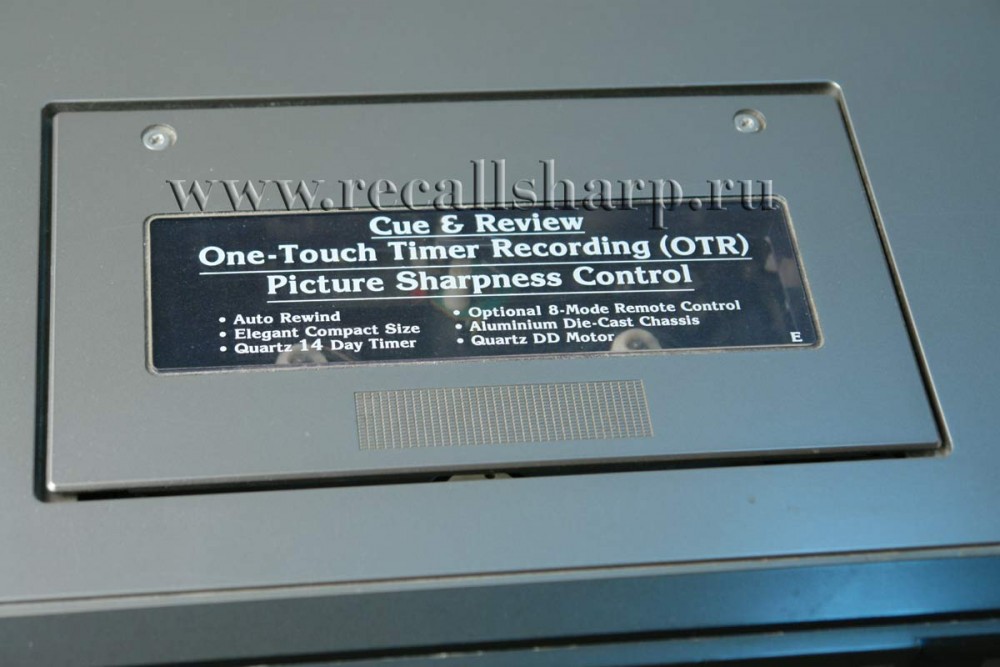 www.recallsharp.ru
Cue & Review
One-Touch Timer Recording (OTR)
Picture Sharpness Control
• Auto Rewind
• Elegant Compact Size
• Quartz 14 Day Timer
• Optional 8-Mode Remote Control
• Aluminium Die-Cast Chassis
• Quartz DD Motor
E